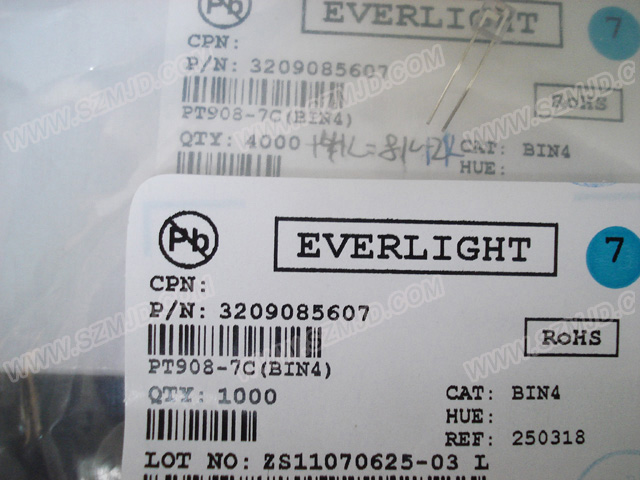 Pb
EVERLIGHT
7
CPN:
P/N: 3209085607
RoHS
PT908-7C(BIN4)
QTY: 4000
CAT: BIN4
HUE:
Pb
EVERLIGHT
7
CPN:
P/N: 3209085607
RoHS
PT908-7C(BIN4)
QTY: 1000
CAT: BIN4
HUE:
REF: 250318
LOT NO: ZS11070625-03 L
WWW.SZMJD.COM